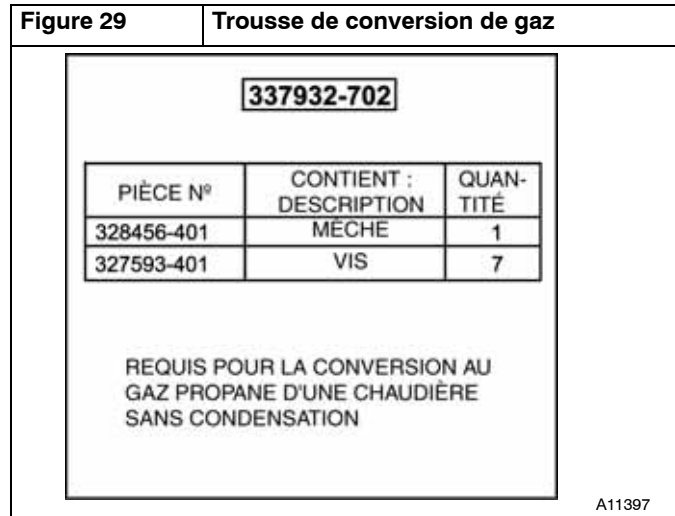 Figure 29 Trousse de conversion de gaz
337932-702
PIÈCE Nº CONTIENT : DESCRIPTION QUAN-TITÉ
328456-401 MÈCHE 1
327593-401 VIS 7
REQUIS POUR LA CONVERSION AU
GAZ PROPANE D'UNE CHAUDIÈRE
SANS CONDENSATION
A11397